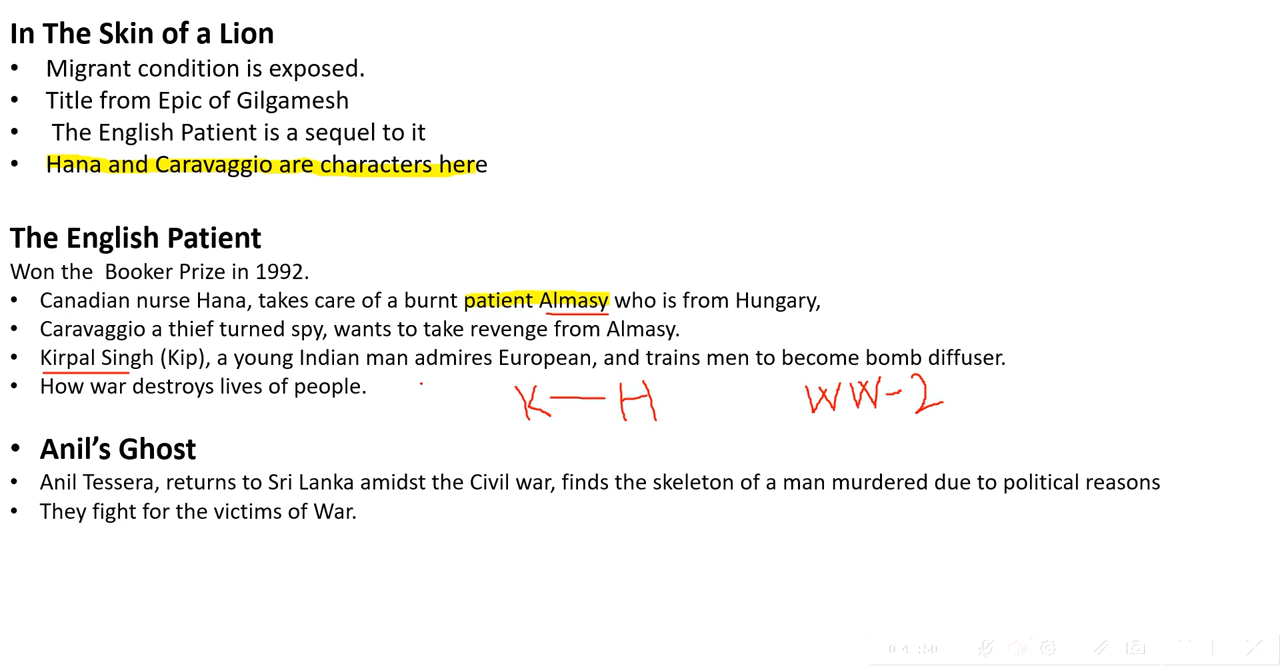 In The Skin of a Lion
• Migrant condition is exposed.
• Title from Epic of Gilgamesh
• The English Patient is a sequel to it
• Hana and Caravaggio are characters here
The English Patient
Won the Booker Prize in 1992.
• Canadian nurse Hana, takes care of a burnt patient Almasy who is from Hungary,
• Caravaggio a thief turned spy, wants to take revenge from Almasy.
• Kirpal Singh (Kip), a young Indian man admires European, and trains men to become bomb diffuser.
• How war destroys lives of people.
K — H WW-2
• Anil's Ghost
• Anil Tessera, returns to Sri Lanka amidst the Civil war, finds the skeleton of a man murdered due to political reasons
• They fight for the victims of War.